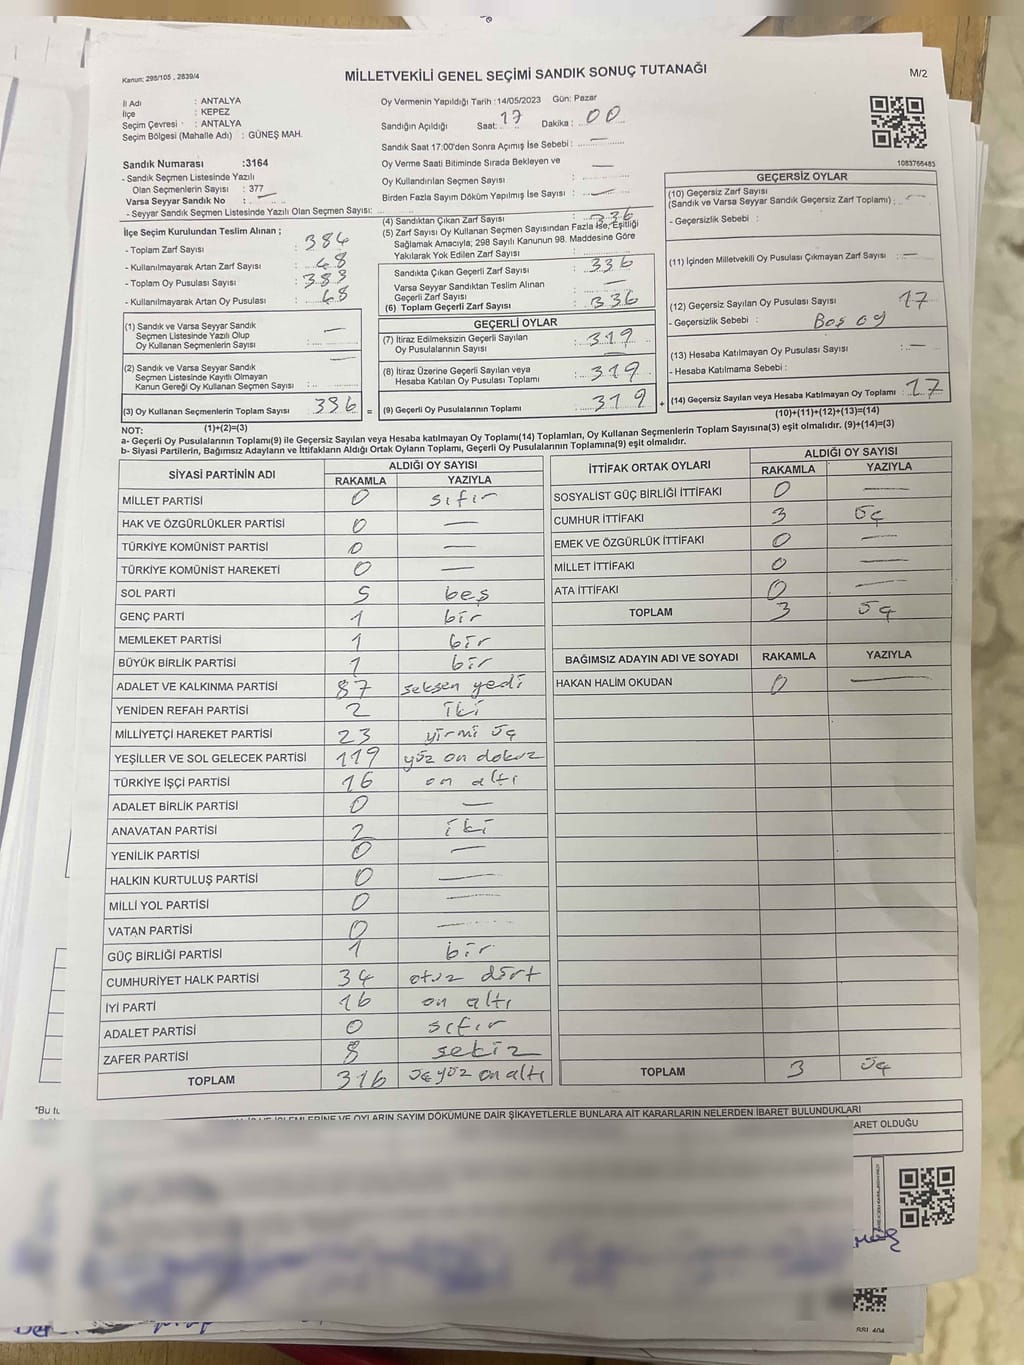 Kanun; 298/105 , 2839/4
MİLLETVEKİLİ GENEL SEÇİMİ SANDIK SONUÇ TUTANAĞI
M/2
İl Adı : ANTALYA
İlçe : KEPEZ
Seçim Çevresi : ANTALYA
Seçim Bölgesi (Mahalle Adı) : GÜNEŞ MAH.
Oy Vermenin Yapıldığı Tarih :14/05/2023 Gün: Pazar
Sandığın Açıldığı Saat: 17 Dakika : 00
Sandık Saat 17:00'den Sonra Açımış İse Sebebi : —
Oy Verme Saati Bitiminde Sırada Bekleyen ve
Oy Kullandırılan Seçmen Sayısı : —
Birden Fazla Sayım Döküm Yapılmış İse Sayısı : —
1083766483
Sandık Numarası :3164
- Sandık Seçmen Listesinde Yazılı
Olan Seçmenlerin Sayısı : 377
Varsa Seyyar Sandık No : —
- Seyyar Sandık Seçmen Listesinde Yazılı Olan Seçmen Sayısı:
İlçe Seçim Kurulundan Teslim Alınan ;
- Toplam Zarf Sayısı : 384
- Kullanılmayarak Artan Zarf Sayısı : 48
- Toplam Oy Pusulası Sayısı : 383
- Kullanılmayarak Artan Oy Pusulası : 48
(1) Sandık ve Varsa Seyyar Sandık
Seçmen Listesinde Yazılı Olup
Oy Kullanan Seçmenlerin Sayısı : —
(2) Sandık ve Varsa Seyyar Sandık
Seçmen Listesinde Kayıtlı Olmayan
Kanun Gereği Oy Kullanan Seçmen Sayısı : —
(3) Oy Kullanan Seçmenlerin Toplam Sayısı : 336 =
(1)+(2)=(3)
(4) Sandıktan Çıkan Zarf Sayısı : 336
(5) Zarf Sayısı Oy Kullanan Seçmen Sayısından Fazla İse, Eşitliği
Sağlamak Amacıyla; 298 Sayılı Kanunun 98. Maddesine Göre
Yakılarak Yok Edilen Zarf Sayısı :
Sandıkta Çıkan Geçerli Zarf Sayısı : 336
Varsa Seyyar Sandıktan Teslim Alınan
Geçerli Zarf Sayısı : —
(6) Toplam Geçerli Zarf Sayısı : 336
GEÇERLİ OYLAR
(7) İtiraz Edilmeksizin Geçerli Sayılan
Oy Pusulalarının Sayısı : 319
(8) İtiraz Üzerine Geçerli Sayılan veya
Hesaba Katılan Oy Pusulası Toplamı : 319
(9) Geçerli Oy Pusulalarının Toplamı : 319 +
GEÇERSİZ OYLAR
(10) Geçersiz Zarf Sayısı
(Sandık ve Varsa Seyyar Sandık Geçersiz Zarf Toplamı) : —
- Geçersizlik Sebebi :
(11) İçinden Milletvekili Oy Pusulası Çıkmayan Zarf Sayısı : —
(12) Geçersiz Sayılan Oy Pusulası Sayısı : 17
- Geçersizlik Sebebi : Boş oy
(13) Hesaba Katılmayan Oy Pusulası Sayısı : —
- Hesaba Katılmama Sebebi :
(14) Geçersiz Sayılan veya Hesaba Katılmayan Oy Toplamı : 17
(10)+(11)+(12)+(13)=(14)
NOT:
a- Geçerli Oy Pusulalarının Toplamı(9) ile Geçersiz Sayılan veya Hesaba katılmayan Oy Toplamı(14) Toplamları, Oy Kullanan Seçmenlerin Toplam Sayısına(3) eşit olmalıdır. (9)+(14)=(3)
b- Siyasi Partilerin, Bağımsız Adayların ve İttifakların Aldığı Ortak Oyların Toplamı, Geçerli Oy Pusulalarının Toplamına(9) eşit olmalıdır.
SİYASİ PARTİNİN ADI ALDIĞI OY SAYISI
RAKAMLA YAZIYLA
MİLLET PARTİSİ 0 sıfır
HAK VE ÖZGÜRLÜKLER PARTİSİ 0 —
TÜRKİYE KOMÜNİST PARTİSİ 0 —
TÜRKİYE KOMÜNİST HAREKETİ 0 —
SOL PARTİ 5 beş
GENÇ PARTİ 1 bir
MEMLEKET PARTİSİ 1 bir
BÜYÜK BİRLİK PARTİSİ 1 bir
ADALET VE KALKINMA PARTİSİ 87 seksen yedi
YENİDEN REFAH PARTİSİ 2 iki
MİLLİYETÇİ HAREKET PARTİSİ 23 yirmi üç
YEŞİLLER VE SOL GELECEK PARTİSİ 119 yüz on dokuz
TÜRKİYE İŞÇİ PARTİSİ 16 on altı
ADALET BİRLİK PARTİSİ 0 —
ANAVATAN PARTİSİ 2 iki
YENİLİK PARTİSİ 0 —
HALKIN KURTULUŞ PARTİSİ 0 —
MİLLİ YOL PARTİSİ 0 —
VATAN PARTİSİ 0 —
GÜÇ BİRLİĞİ PARTİSİ 1 bir
CUMHURİYET HALK PARTİSİ 34 otuz dört
İYİ PARTİ 16 on altı
ADALET PARTİSİ 0 sıfır
ZAFER PARTİSİ 8 sekiz
TOPLAM 316 üç yüz on altı
İTTİFAK ORTAK OYLARI ALDIĞI OY SAYISI
RAKAMLA YAZIYLA
SOSYALİST GÜÇ BİRLİĞİ İTTİFAKI 0 —
CUMHUR İTTİFAKI 3 üç
EMEK VE ÖZGÜRLÜK İTTİFAKI 0 —
MİLLET İTTİFAKI 0 —
ATA İTTİFAKI 0 —
TOPLAM 3 üç
BAĞIMSIZ ADAYIN ADI VE SOYADI RAKAMLA YAZIYLA
HAKAN HALİM OKUDAN 0 —
TOPLAM 3 üç
*Bu
İŞLEMLERİNE VE OYLARIN SAYIM DÖKÜMÜNE DAİR ŞİKAYETLERLE BUNLARA AİT KARARLARIN NELERDEN İBARET BULUNDUKLARI
ARET OLDUĞU